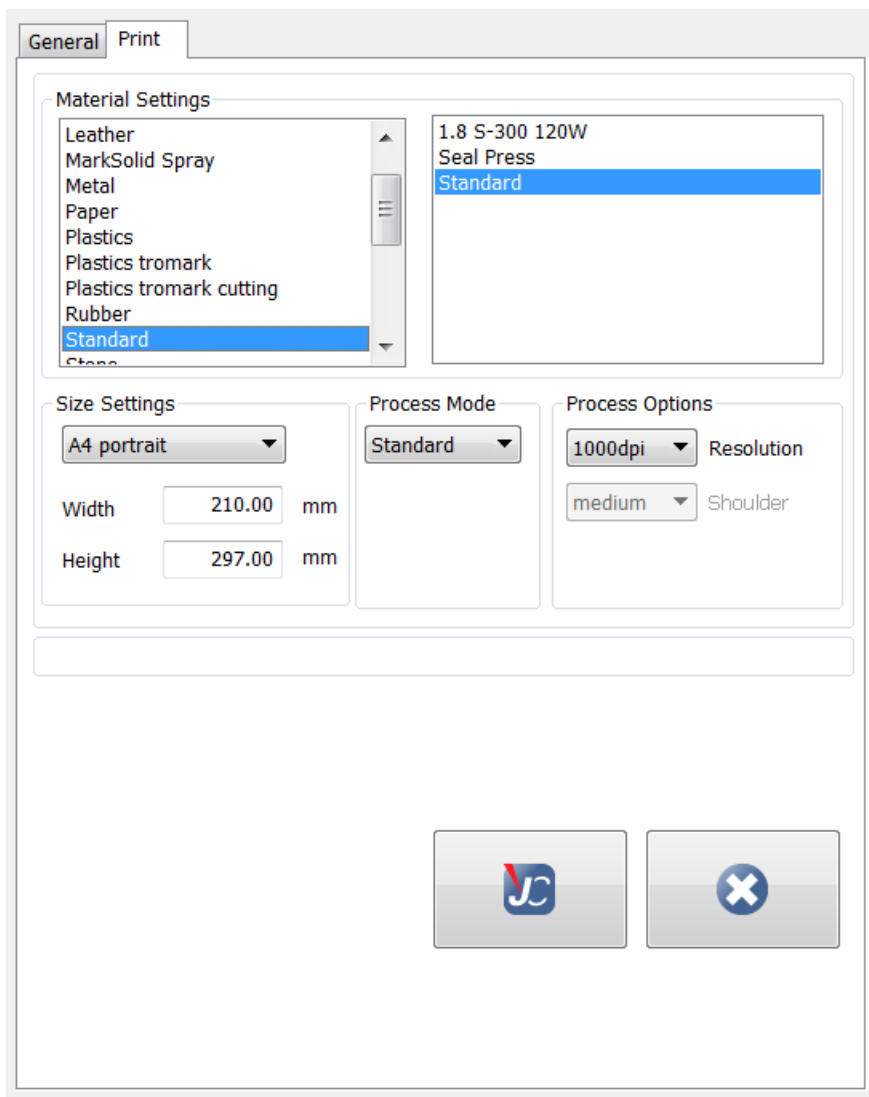 General Print
Material Settings
Leather
MarkSolid Spray
Metal
Paper
Plastics
Plastics tromark
Plastics tromark cutting
Rubber
Standard
Stone
1.8 S-300 120W
Seal Press
Standard
Size Settings
A4 portrait
Width 210.00 mm
Height 297.00 mm
Process Mode
Standard
Process Options
1000dpi Resolution
medium Shoulder
JC